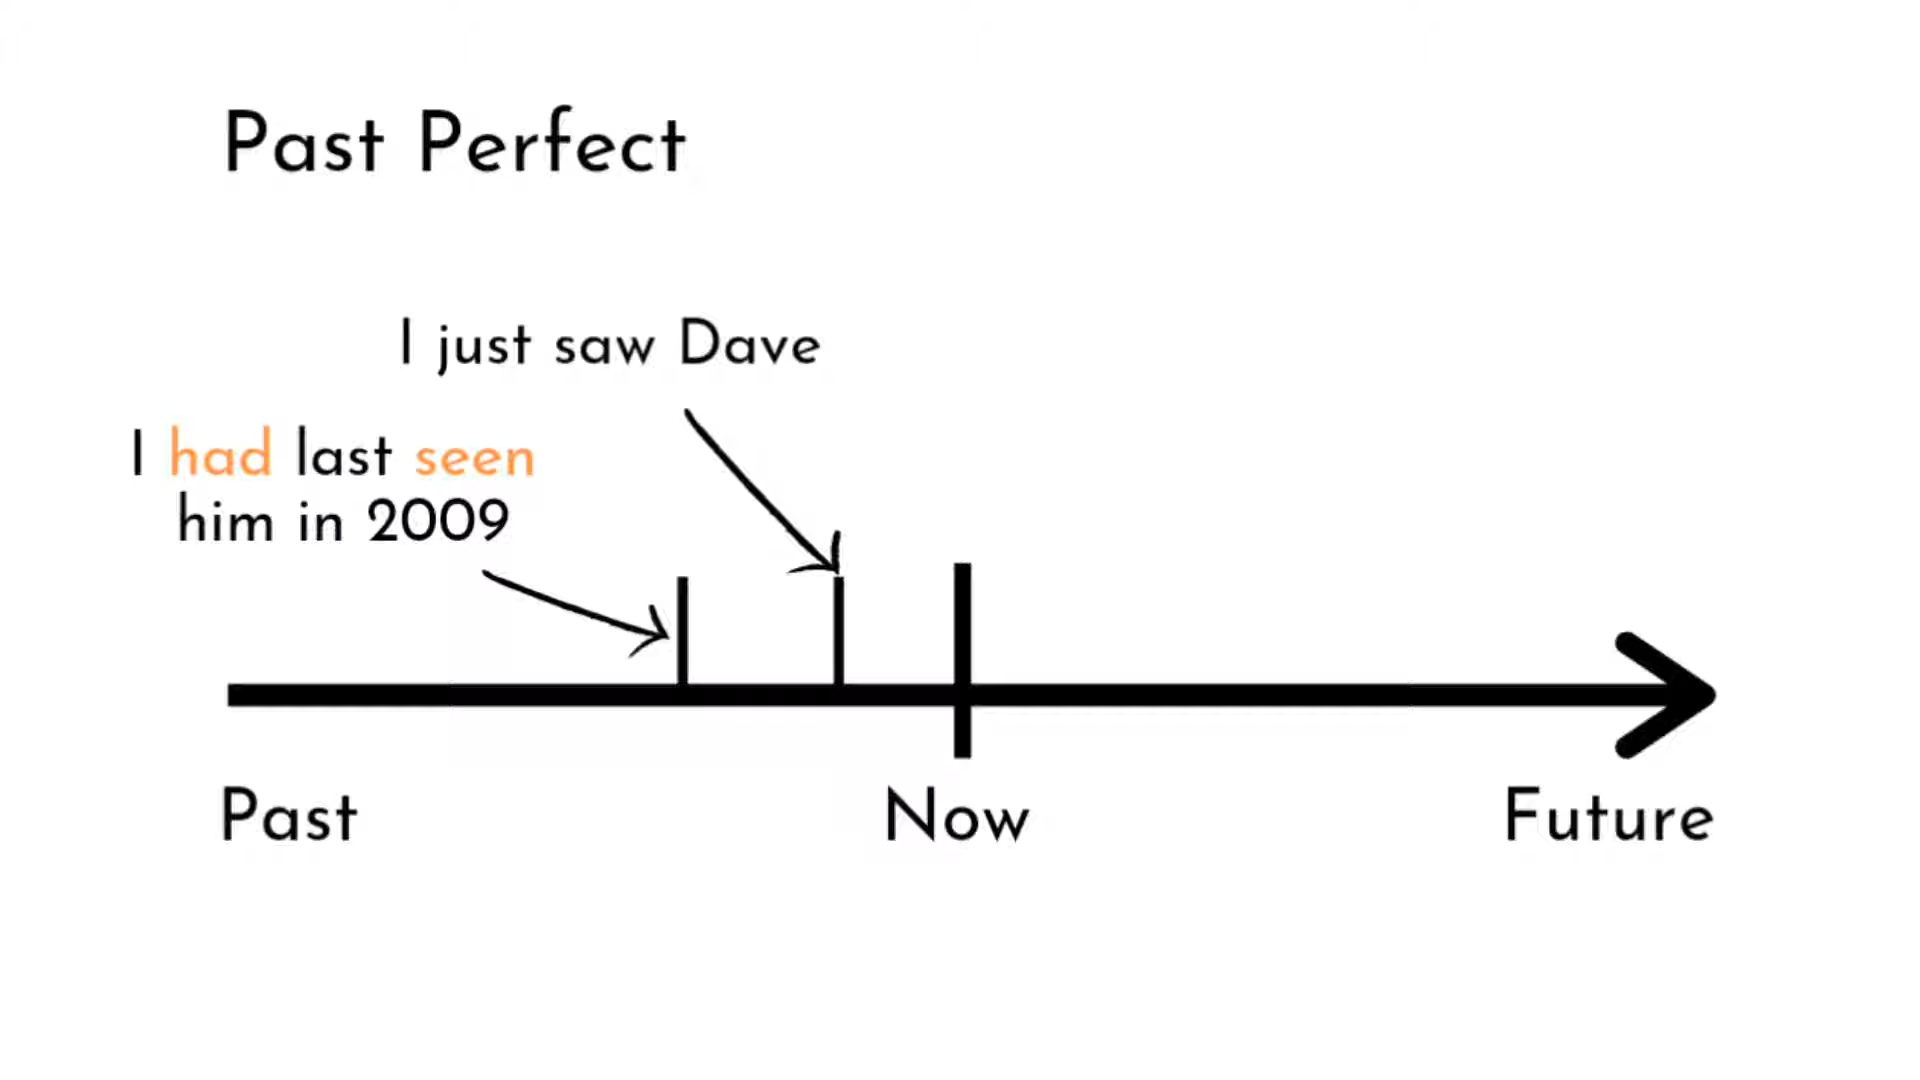 Past Perfect
I just saw Dave
I had last seen
him in 2009
Past
Now
Future